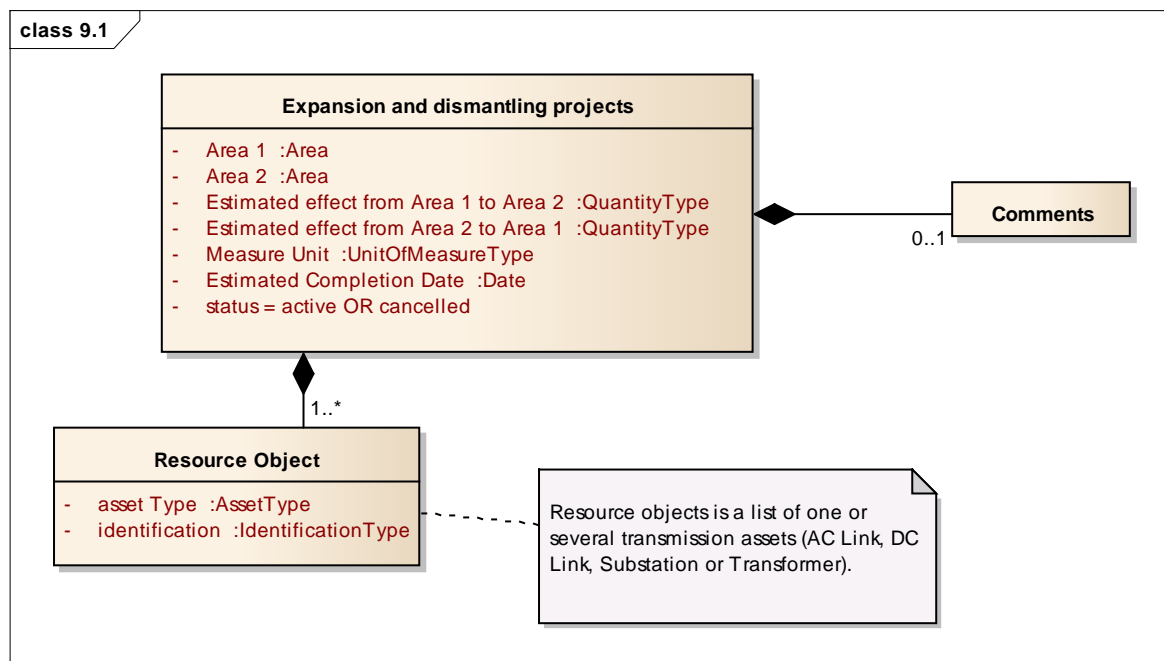 class 9.1
Expansion and dismantling projects
- Area 1 :Area
- Area 2 :Area
- Estimated effect from Area 1 to Area 2 :QuantityType
- Estimated effect from Area 2 to Area 1 :QuantityType
- Measure Unit :UnitOfMeasureType
- Estimated Completion Date :Date
- status = active OR cancelled
Comments
0..1
1..*
Resource Object
- asset Type :AssetType
- identification :IdentificationType
Resource objects is a list of one or
several transmission assets (AC Link, DC
Link, Substation or Transformer).